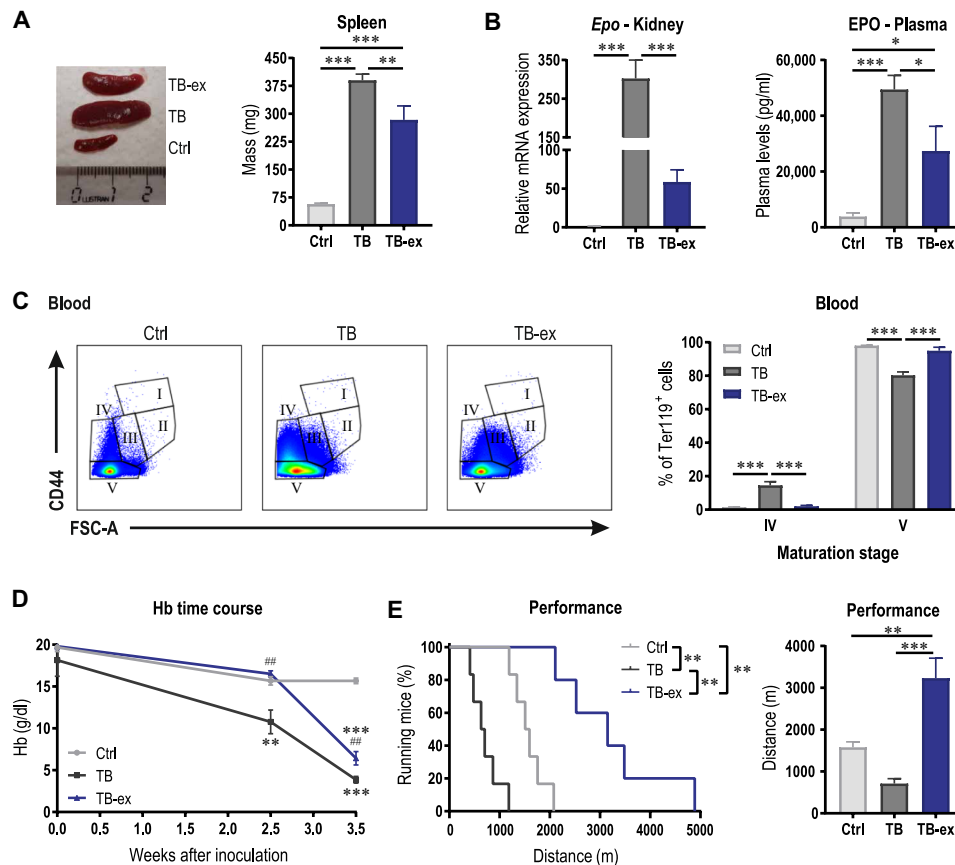 A
Spleen
TB-ex
TB
Ctrl
0 1 2
LUSTRAN
Mass (mg)
450
375
300
225
150
75
0
***
***
**
Ctrl TB TB-ex
B
Epo - Kidney
Relative mRNA expression
350
250
150
100
50
0
*** ***
Ctrl TB TB-ex
EPO - Plasma
Plasma levels (pg/ml)
60,000
40,000
20,000
0
*
*** *
Ctrl TB TB-ex
C
Blood
Ctrl
TB
TB-ex
I
II
III
IV
V
I
II
III
IV
V
I
II
III
IV
V
CD44
FSC-A
Blood
% of Ter119+ cells
100
80
60
40
20
0
Ctrl
TB
TB-ex
*** ***
*** ***
IV V
Maturation stage
D
Hb time course
Hb (g/dl)
20
15
10
5
0
##
**
***
##
***
Ctrl
TB
TB-ex
0.0 0.5 1.0 1.5 2.0 2.5 3.5
Weeks after inoculation
E
Performance
Running mice (%)
100
80
60
40
20
0
Ctrl
TB
TB-ex
**
**
**
0 1000 2000 3000 4000 5000
Distance (m)
Performance
Distance (m)
4000
3000
2000
1000
0
**
***
Ctrl TB TB-ex